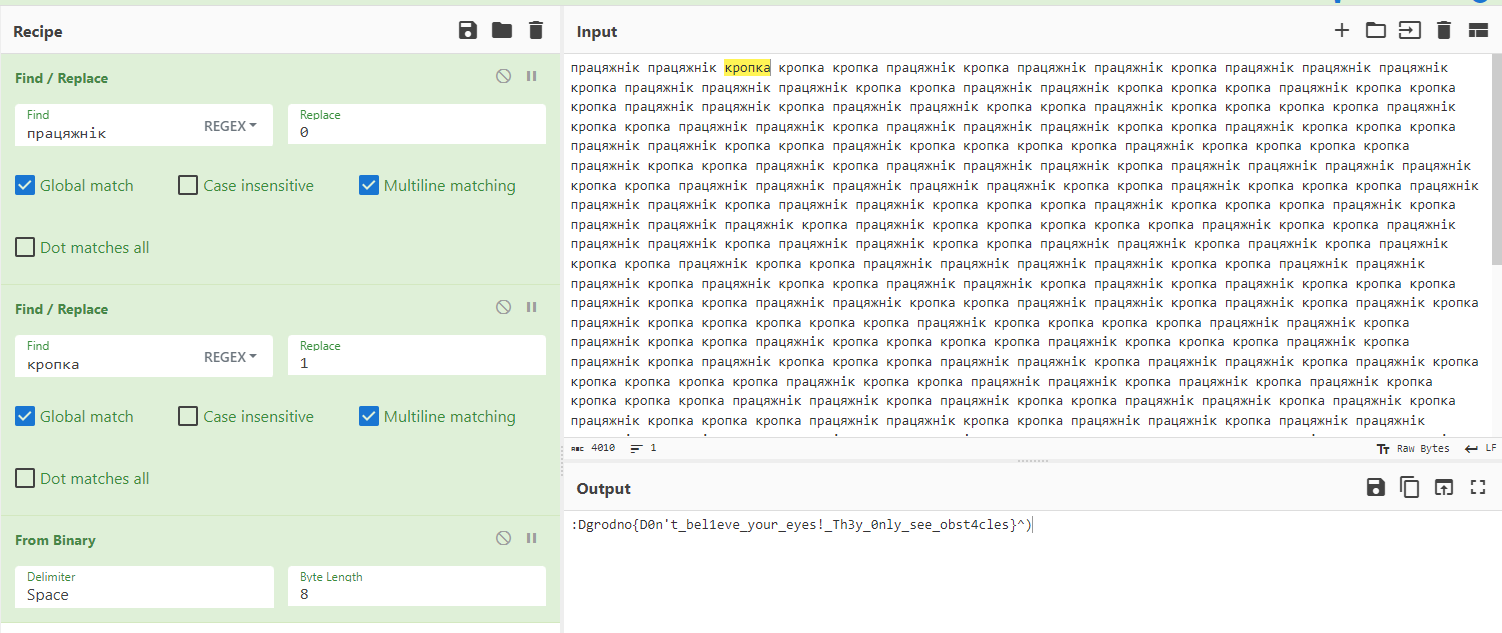 Recipe
Input
Find / Replace
Find
працяжнік
REGEX
Replace
0
Global match
Case insensitive
Multiline matching
Dot matches all
Find / Replace
Find
кропка
REGEX
Replace
1
Global match
Case insensitive
Multiline matching
Dot matches all
From Binary
Delimiter
Space
Byte Length
8
працяжнік працяжнік кропка кропка кропка працяжнік кропка працяжнік працяжнік кропка працяжнік працяжнік працяжнік
кропка працяжнік працяжнік працяжнік кропка кропка працяжнік працяжнік кропка кропка кропка працяжнік кропка кропка
кропка працяжнік працяжнік кропка працяжнік працяжнік кропка кропка працяжнік кропка кропка кропка кропка працяжнік
кропка кропка працяжнік працяжнік кропка працяжнік працяжнік працяжнік кропка кропка працяжнік кропка кропка кропка
працяжнік працяжнік кропка кропка працяжнік кропка кропка кропка кропка працяжнік кропка кропка кропка кропка
працяжнік кропка кропка працяжнік кропка працяжнік працяжнік працяжнік кропка працяжнік працяжнік працяжнік працяжнік
кропка кропка працяжнік працяжнік працяжнік працяжнік працяжнік кропка кропка працяжнік кропка кропка кропка працяжнік
працяжнік працяжнік кропка працяжнік працяжнік кропка кропка кропка працяжнік кропка кропка кропка працяжнік кропка
працяжнік працяжнік працяжнік кропка працяжнік кропка кропка кропка кропка кропка працяжнік кропка кропка працяжнік
працяжнік працяжнік кропка працяжнік працяжнік кропка кропка працяжнік працяжнік кропка працяжнік кропка працяжнік
кропка кропка працяжнік кропка кропка працяжнік працяжнік працяжнік працяжнік кропка кропка працяжнік працяжнік
працяжнік кропка працяжнік кропка кропка працяжнік працяжнік кропка працяжнік кропка працяжнік кропка кропка кропка
працяжнік кропка кропка працяжнік працяжнік кропка кропка працяжнік працяжнік кропка працяжнік кропка працяжнік кропка
працяжнік кропка кропка кропка кропка кропка працяжнік кропка кропка кропка кропка працяжнік працяжнік кропка
працяжнік кропка кропка працяжнік кропка кропка кропка кропка працяжнік кропка кропка кропка працяжнік кропка
працяжнік кропка працяжнік кропка кропка кропка працяжнік працяжнік кропка працяжнік працяжнік кропка працяжнік кропка
кропка кропка кропка кропка працяжнік кропка кропка працяжнік працяжнік кропка працяжнік кропка працяжнік кропка
кропка кропка кропка працяжнік працяжнік кропка працяжнік кропка кропка працяжнік працяжнік кропка працяжнік кропка
працяжнік кропка кропка кропка працяжнік працяжнік кропка кропка працяжнік працяжнік кропка працяжнік працяжнік
4010 1 Raw Bytes LF
Output
:Dgrodno{D0n't_bel1eve_your_eyes!_Th3y_0nly_see_obst4cles}^)